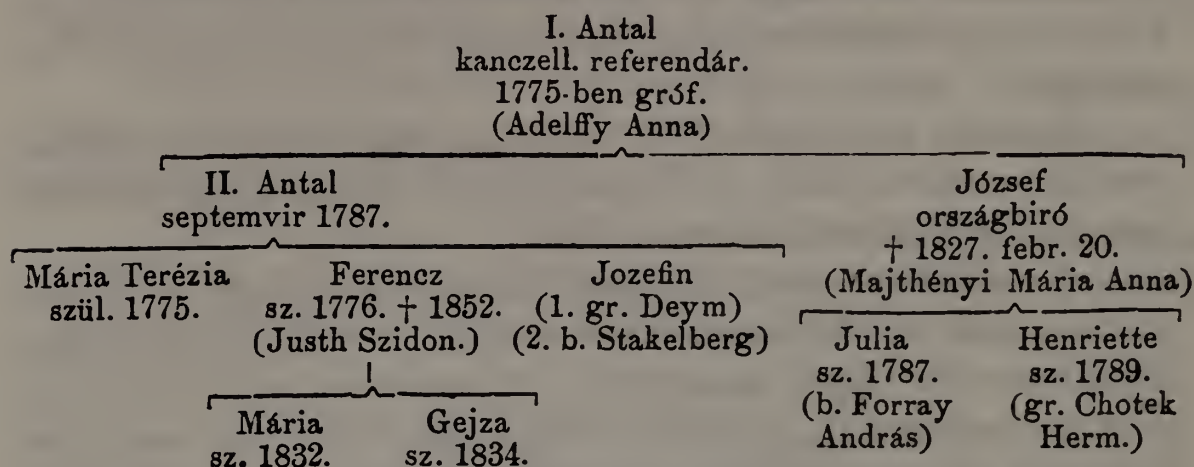 I. Antal
kanczell. referendár.
1775-ben gróf.
(Adelffy Anna)
II. Antal
septemvir 1787.
József
országbiró
† 1827. febr. 20.
(Majthényi Mária Anna)
Mária Terézia
szül. 1775.
Ferencz
sz. 1776. † 1852.
(Justh Szidon.)
Jozefin
(1. gr. Deym)
(2. b. Stakelberg)
Julia
sz. 1787.
(b. Forray
András)
Henriette
sz. 1789.
(gr. Chotek
Herm.)
Mária
sz. 1832.
Gejza
sz. 1834.